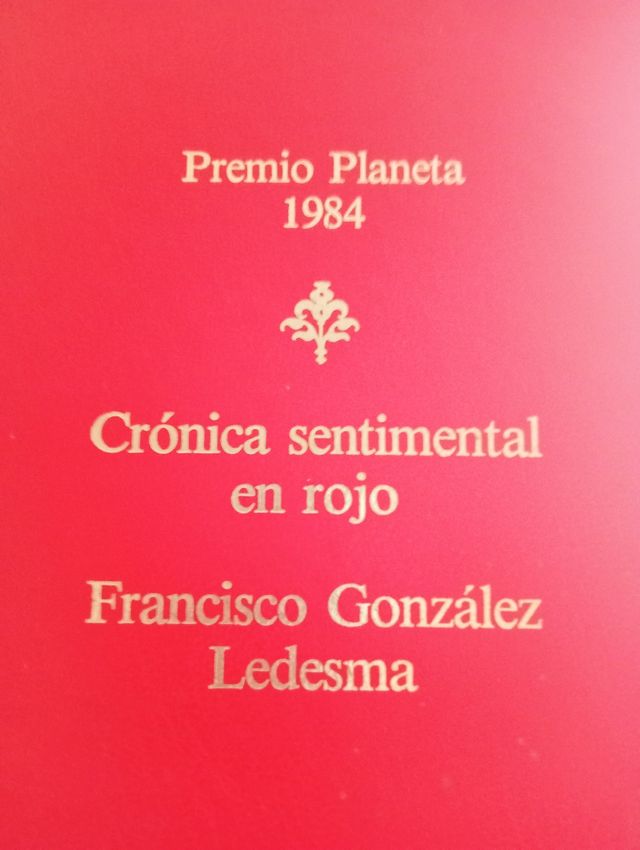 Premio Planeta
1984
Crónica sentimental
en rojo
Francisco González
Ledesma